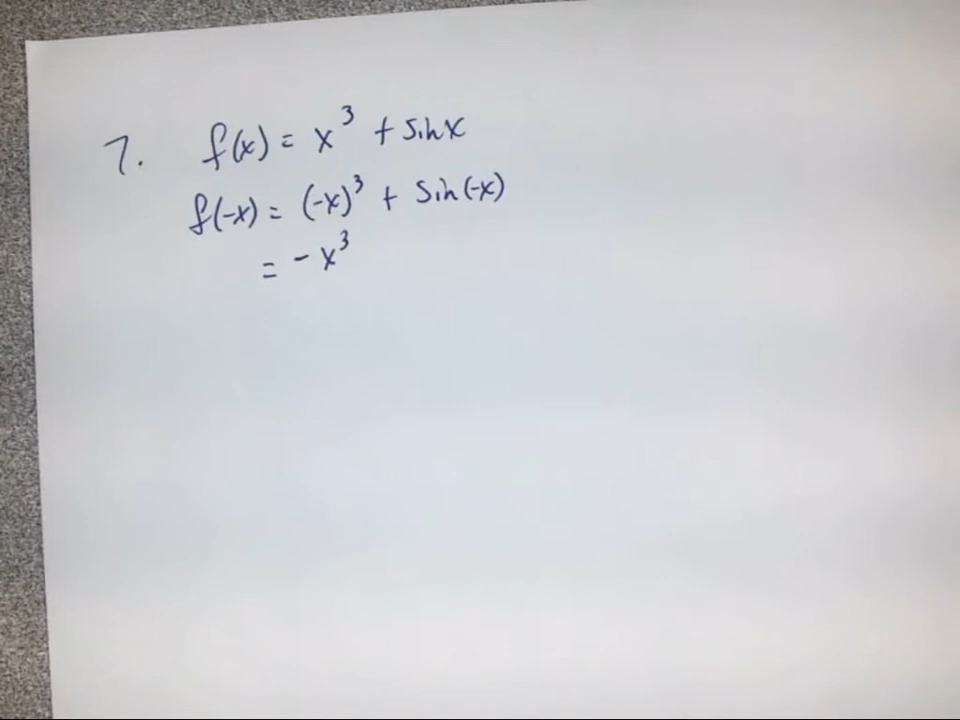 7. f(x) = x³ + sin x
f(-x) = (-x)³ + sin(-x)
= -x³